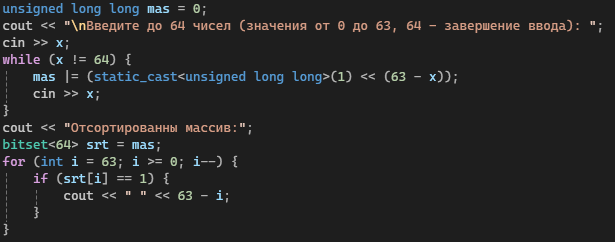 unsigned long long mas = 0;
cout << "\nВведите до 64 чисел (значения от 0 до 63, 64 - завершение ввода): ";
cin >> x;
while (x != 64) {
    mas |= (static_cast<unsigned long long>(1) << (63 - x));
    cin >> x;
}
cout << "Отсортированны массив:";
bitset<64> srt = mas;
for (int i = 63; i >= 0; i--) {
    if (srt[i] == 1) {
        cout << " " << 63 - i;
    }
}